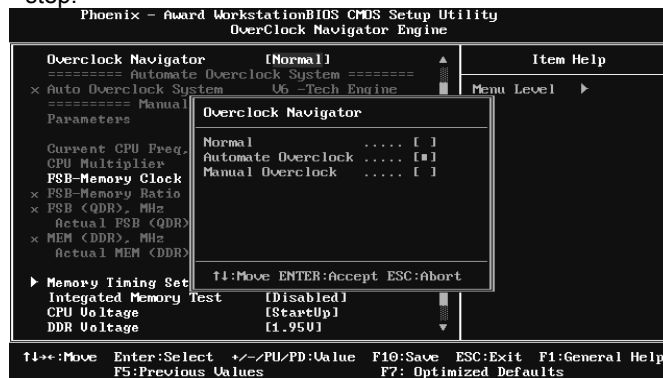 step.
Phoenix - Award WorkstationBIOS CMOS Setup Utility
OverClock Navigator Engine
Overclock Navigator [Normal]
========= Automate Overclock System ========
x Auto Overclock System V6 -Tech Engine
========== Manual
Parameters
Current CPU Freq,
CPU Multiplier
FSB-Memory Clock
x FSB-Memory Ratio
x FSB (QDR), MHz
Actual FSB (QDR)
x MEM (DDR), MHz
Actual MEM (DDR)
▶ Memory Timing Set
Integated Memory Test [Disabled]
CPU Voltage [StartUp]
DDR Voltage [1.95V]
Item Help
Menu Level ▶
Overclock Navigator
Normal ..... [ ]
Automate Overclock ..... [■]
Manual Overclock ..... [ ]
↑↓:Move ENTER:Accept ESC:Abort
↑↓→←:Move Enter:Select +/-/PU/PD:Value F10:Save ESC:Exit F1:General Help
F5:Previous Values F7: Optimized Defaults